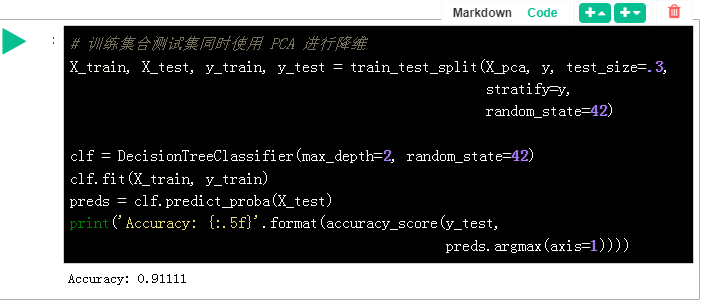 Markdown Code
# 训练集合测试集同时使用 PCA 进行降维
X_train, X_test, y_train, y_test = train_test_split(X_pca, y, test_size=.3,
stratify=y,
random_state=42)
clf = DecisionTreeClassifier(max_depth=2, random_state=42)
clf.fit(X_train, y_train)
preds = clf.predict_proba(X_test)
print('Accuracy: {:.5f}'.format(accuracy_score(y_test,
preds.argmax(axis=1))))
Accuracy: 0.91111